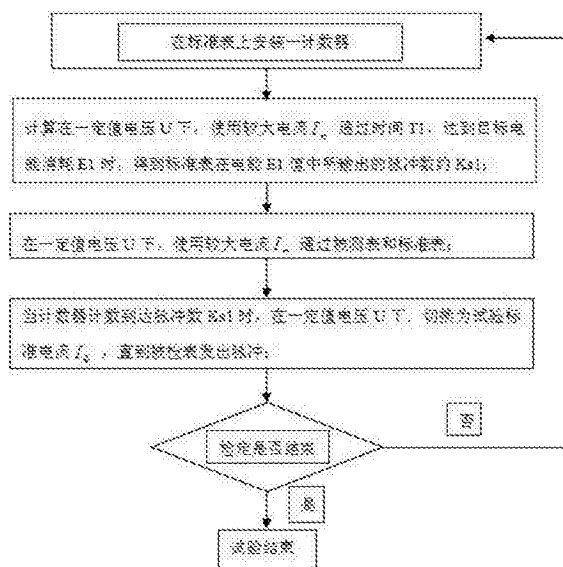 在标准表上安装一计数器
计算在一定值电压U下，使用较大电流Iₐ 通过时间T1，达到目标电
能消耗E1时，得到标准表在电能E1值中所输出的脉冲数的Ks1；
在一定值电压U下，使用较大电流Iₐ 通过被测表和标准表；
当计数器计数到达脉冲数Ks1时，在一定值电压U下，切换为试验标
准电流I_q，直到被检表发出脉冲；
检定是否结束
否
是
试验结束